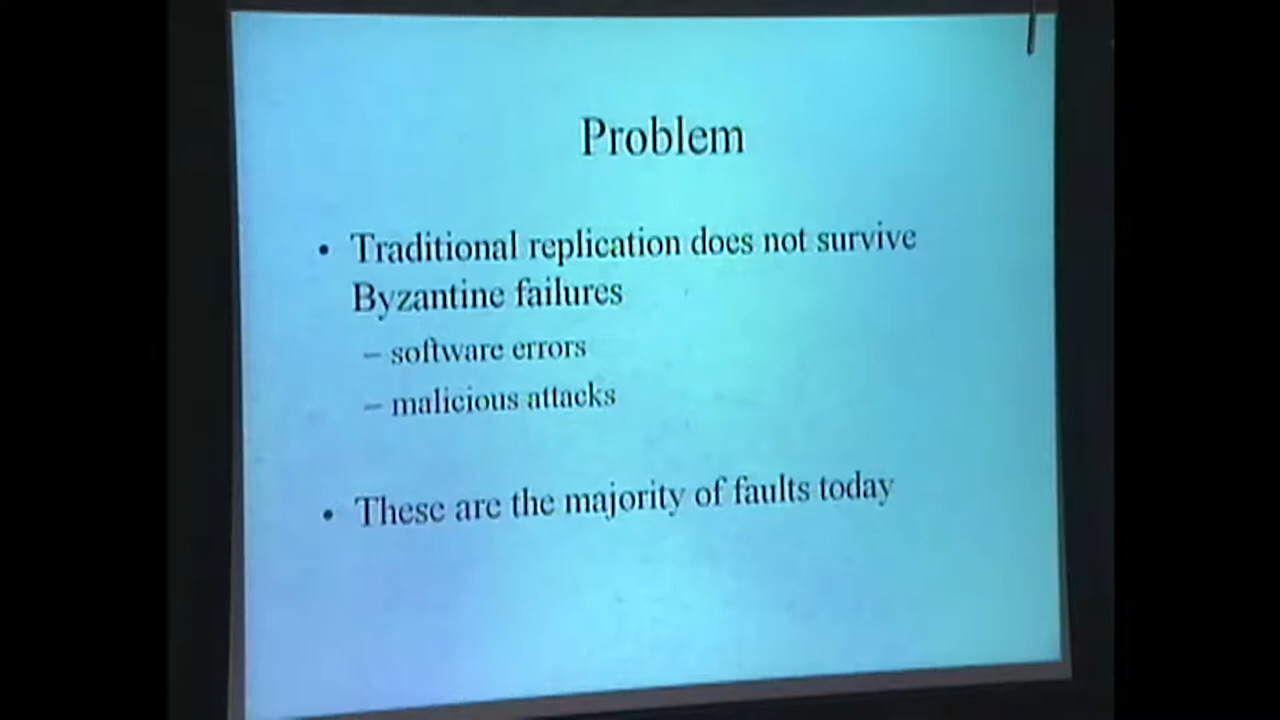 Problem
• Traditional replication does not survive
Byzantine failures
– software errors
– malicious attacks
• These are the majority of faults today